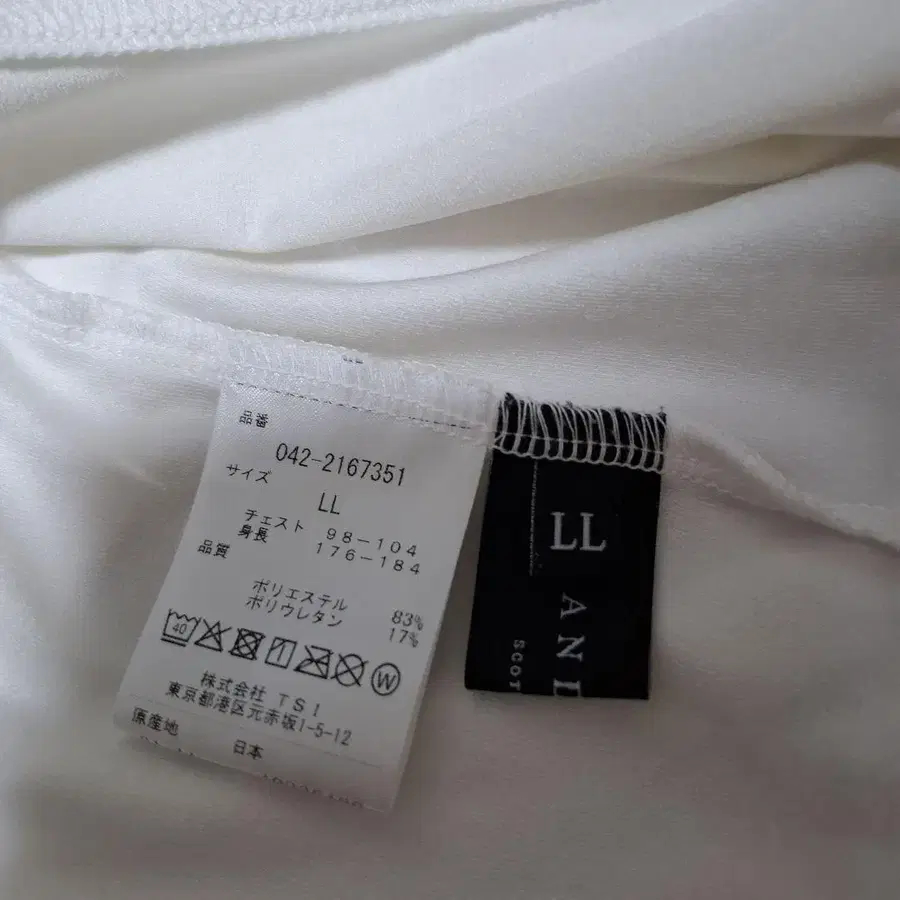 品番
042-2167351
サイズ
LL
チェスト 98-104
身長 176-184
品質
ポリエステル 83%
ポリウレタン 17%
40
W
株式会社 TSI
東京都港区元赤坂1-5-12
原産地 日本
LL
AND
SCOT